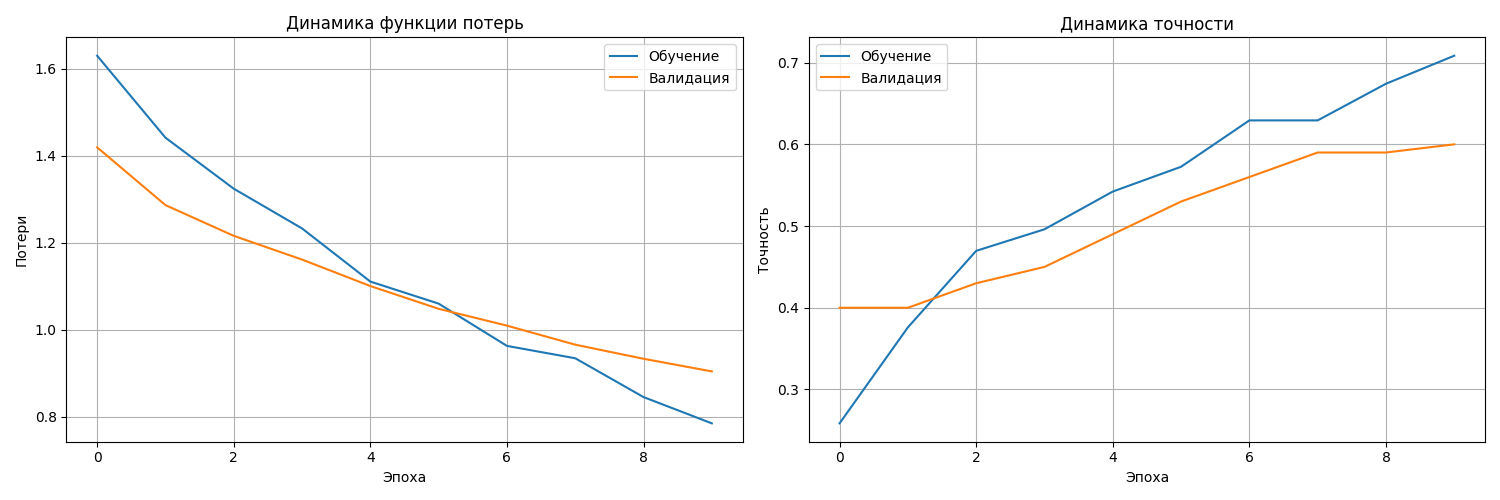 Динамика функции потерь
Обучение
Валидация
1.6
1.4
1.2
1.0
0.8
Потери
0 2 4 6 8
Эпоха
Динамика точности
Обучение
Валидация
0.7
0.6
0.5
0.4
0.3
Точность
0 2 4 6 8
Эпоха